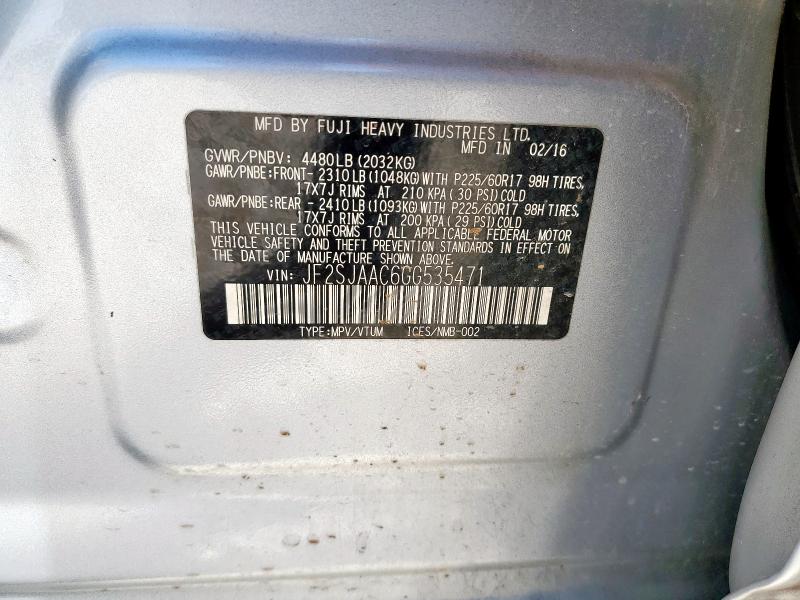 MFD BY FUJI HEAVY INDUSTRIES LTD.
MFD IN 02/16
GVWR/PNBV: 4480LB(2032KG)
GAWR/PNBE:FRONT- 2310LB(1048KG)WITH P225/60R17 98H TIRES,
17X7J RIMS AT 210 KPA( 30 PSI)COLD
GAWR/PNBE:REAR - 2410LB(1093KG)WITH P225/60R17 98H TIRES,
17X7J RIMS AT 200 KPA( 29 PSI)COLD
THIS VEHICLE CONFORMS TO ALL APPLICABLE FEDERAL MOTOR
VEHICLE SAFETY AND THEFT PREVENTION STANDARDS IN EFFECT ON
THE DATE OF MANUFACTURE SHOWN ABOVE.
VIN: JF2SJAAC6GG535471
TYPE:MPV/VTUM ICES/NMB-002